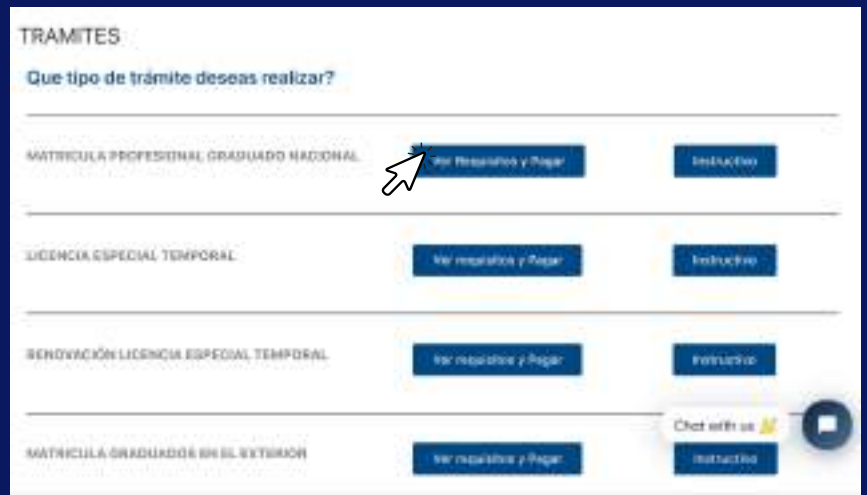 TRAMITES
Que tipo de trámite deseas realizar?
MATRICULA PROFESIONAL GRADUADO NACIONAL Ver Requisitos y Pagar Instructivo
LICENCIA ESPECIAL TEMPORAL Ver requisitos y Pagar Instructivo
RENOVACIÓN LICENCIA ESPECIAL TEMPORAL Ver requisitos y Pagar Instructivo
Chat with us 👋
MATRICULA GRADUADOS EN EL EXTERIOR Ver requisitos y Pagar Instructivo